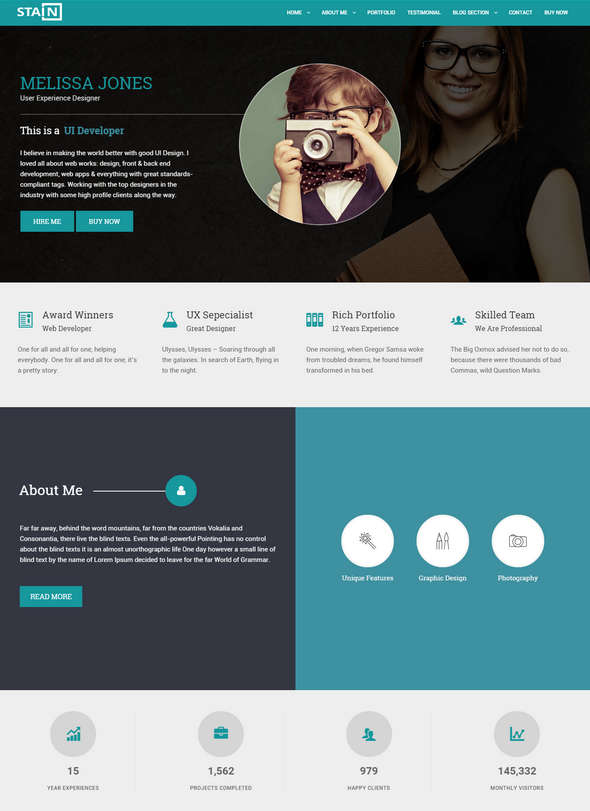 STAIN
HOME ABOUT ME PORTFOLIO TESTIMONIAL BLOG SECTION CONTACT BUY NOW
MELISSA JONES
User Experience Designer
This is a UI Developer
I believe in making the world better with good UI Design. I
loved all about web works: design, front & back end
development, web apps & everything with great standards-
compliant tags. Working with the top designers in the
industry with some high profile clients along the way.
HIRE ME BUY NOW
Award Winners
Web Developer
One for all and all for one, helping
everybody. One for all and all for one, it's
a pretty story.
UX Sepecialist
Great Designer
Ulysses, Ulysses – Soaring through all
the galaxies. In search of Earth, flying in
to the night.
Rich Portfolio
12 Years Experience
One morning, when Gregor Samsa woke
from troubled dreams, he found himself
transformed in his bed.
Skilled Team
We Are Professional
The Big Oxmox advised her not to do so,
because there were thousands of bad
Commas, wild Question Marks.
About Me
Far far away, behind the word mountains, far from the countries Vokalia and
Consonantia, there live the blind texts. Even the all-powerful Pointing has no control
about the blind texts it is an almost unorthographic life One day however a small line of
blind text by the name of Lorem Ipsum decided to leave for the far World of Grammar.
READ MORE
Unique Features Graphic Design Photography
15 1,562 979 145,332
YEAR EXPERIENCES PROJECTS COMPLETED HAPPY CLIENTS MONTHLY VISITORS